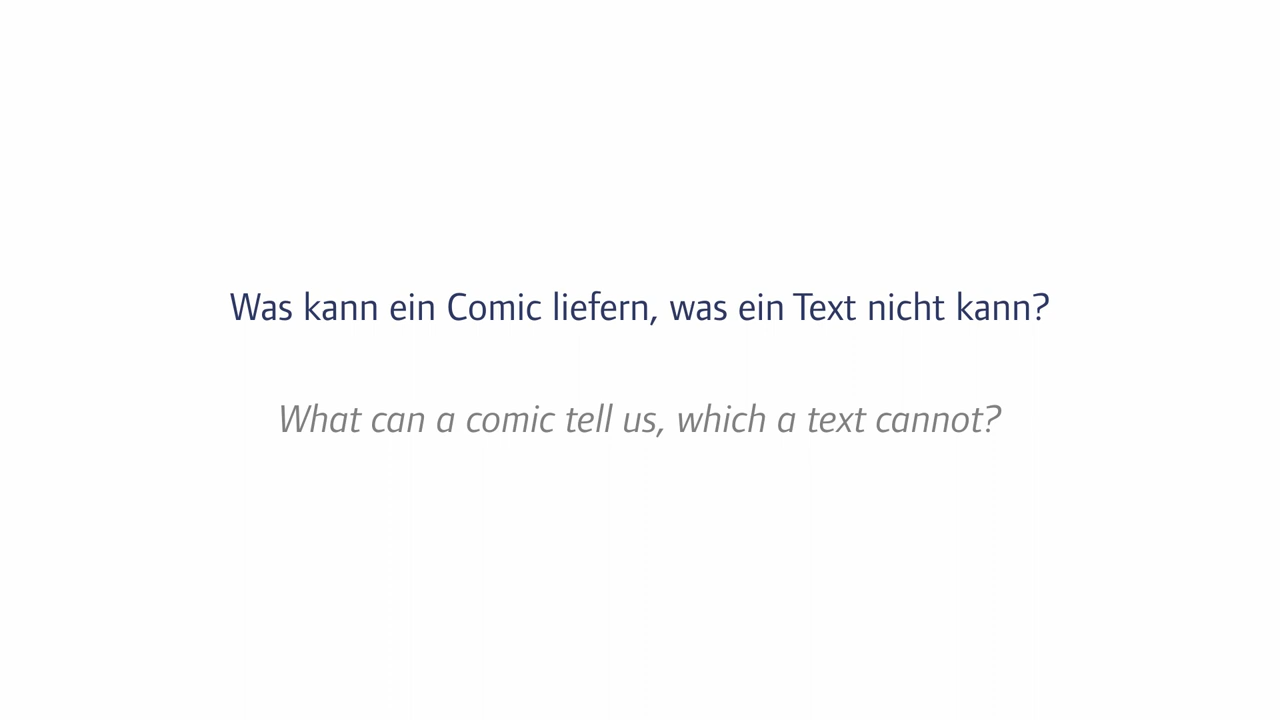 Was kann ein Comic liefern, was ein Text nicht kann?
What can a comic tell us, which a text cannot?